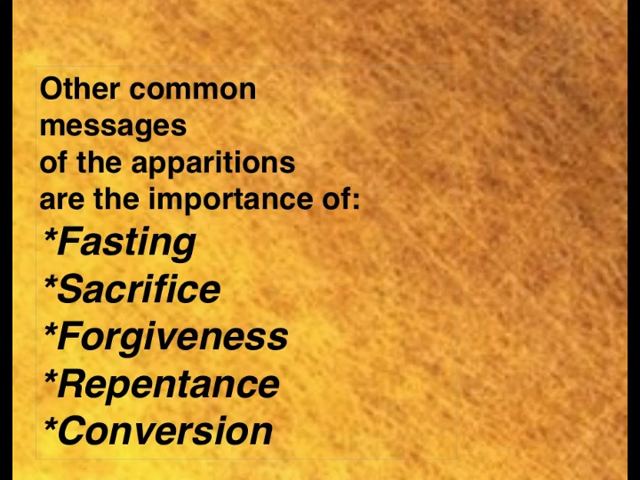 Other common
messages
of the apparitions
are the importance of:
*Fasting
*Sacrifice
*Forgiveness
*Repentance
*Conversion